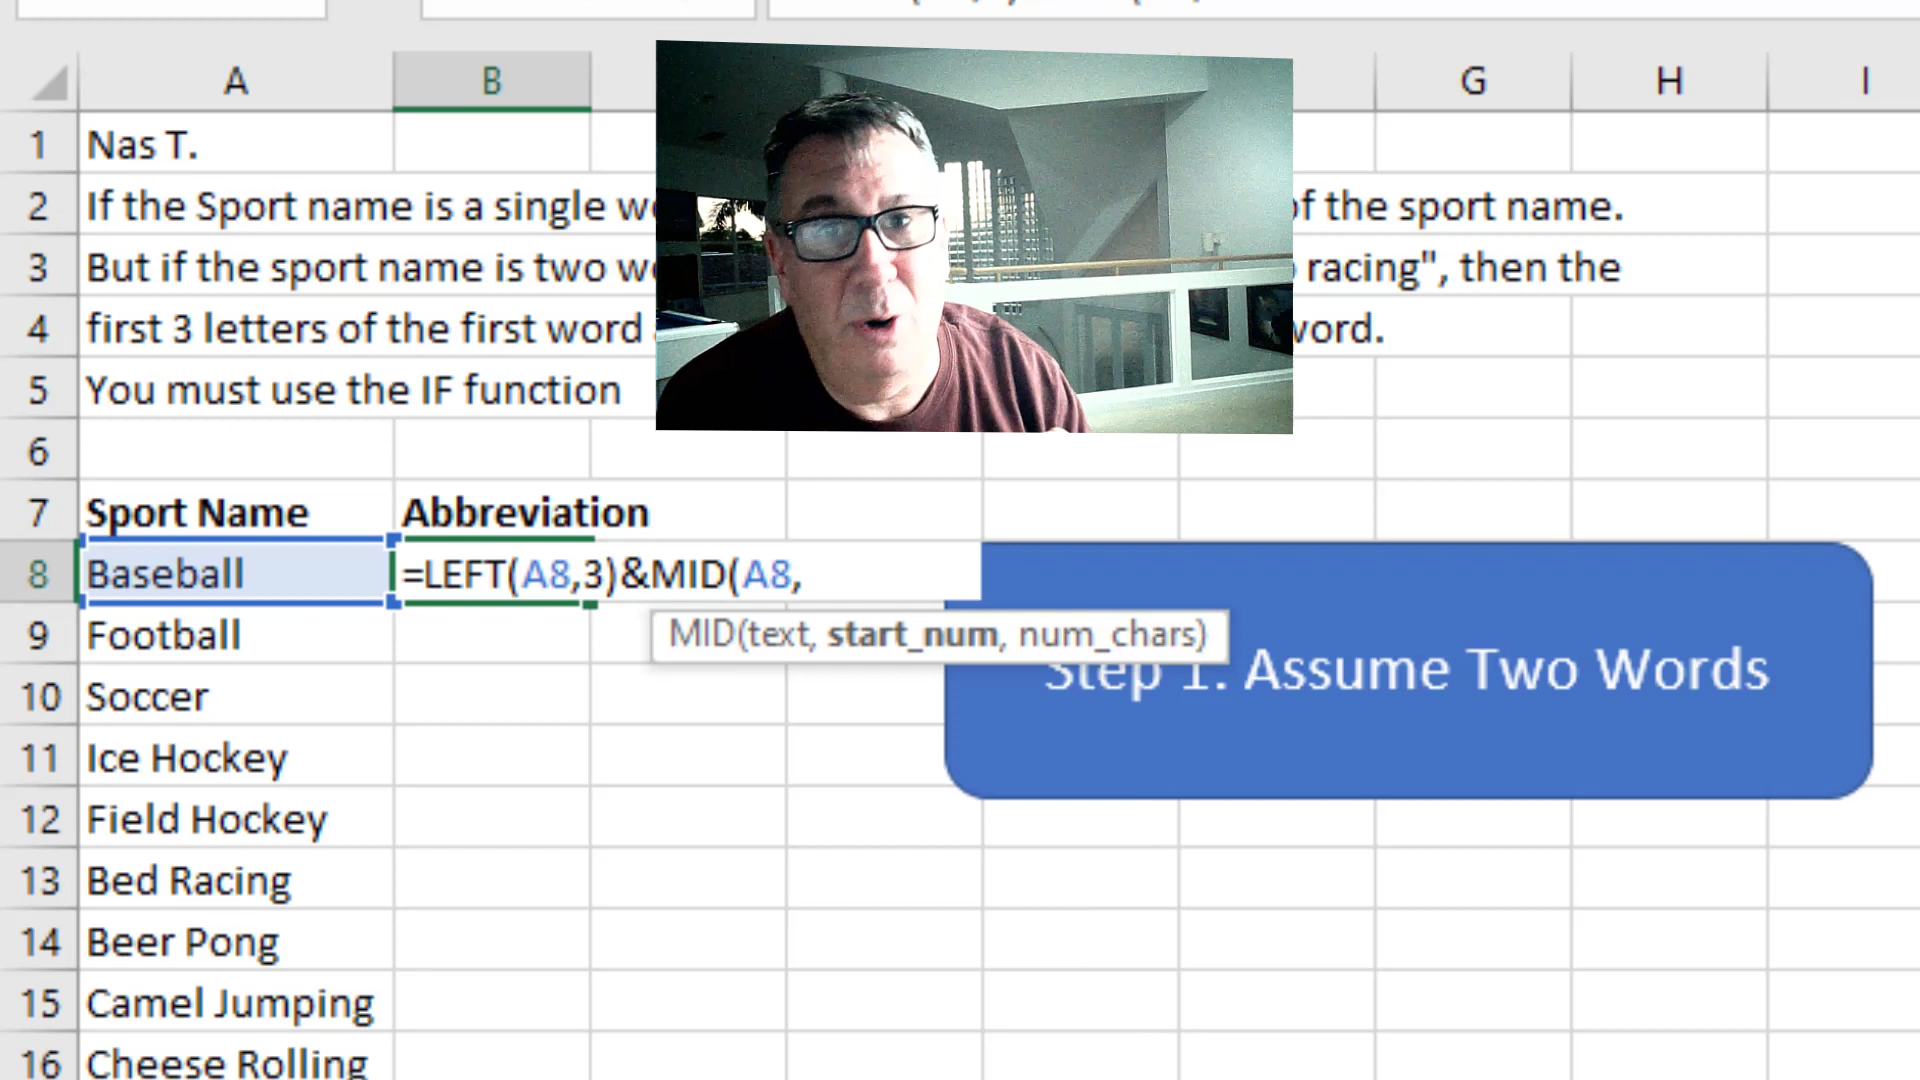 A B G H I
1 Nas T.
2 If the Sport name is a single of the sport name.
3 But if the sport name is two racing", then the
4 first 3 letters of the first word word.
5 You must use the IF function
6
7 Sport Name Abbreviation
8 Baseball =LEFT(A8,3)&MID(A8,
MID(text, start_num, num_chars)
9 Football
Step 1. Assume Two Words
10 Soccer
11 Ice Hockey
12 Field Hockey
13 Bed Racing
14 Beer Pong
15 Camel Jumping
16 Cheese Rolling